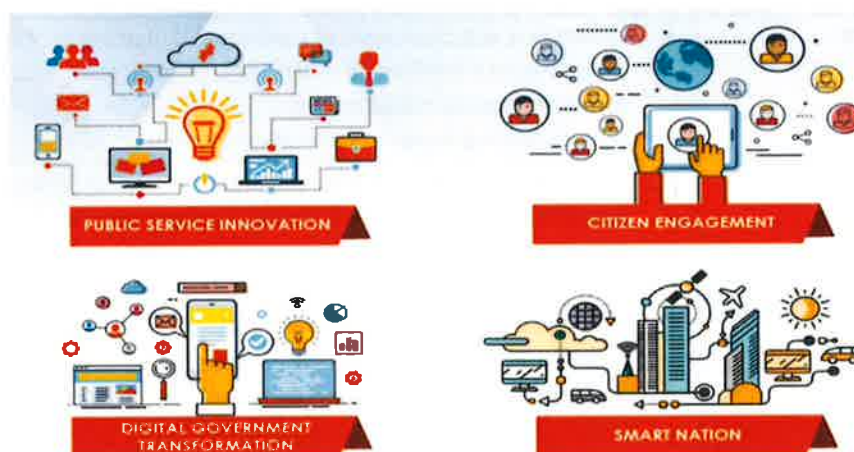 PUBLIC SERVICE INNOVATION
CITIZEN ENGAGEMENT
DIGITAL GOVERNMENT
TRANSFORMATION
SMART NATION